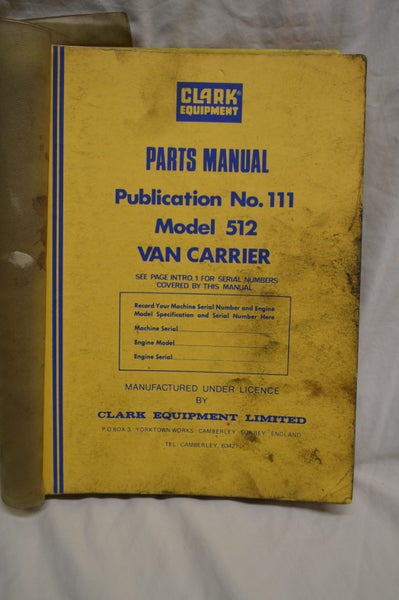 CLARK®
EQUIPMENT
PARTS MANUAL
Publication No. 111
Model 512
VAN CARRIER
SEE PAGE INTRO. 1 FOR SERIAL NUMBERS
COVERED BY THIS MANUAL
Record Your Machine Serial Number and Engine
Model Specification and Serial Number Here
Machine Serial
Engine Model
Engine Serial
MANUFACTURED UNDER LICENCE
BY
CLARK EQUIPMENT LIMITED
P.O. BOX 3 YORKTOWN WORKS CAMBERLEY SURREY ENGLAND
TEL. CAMBERLEY, 63421